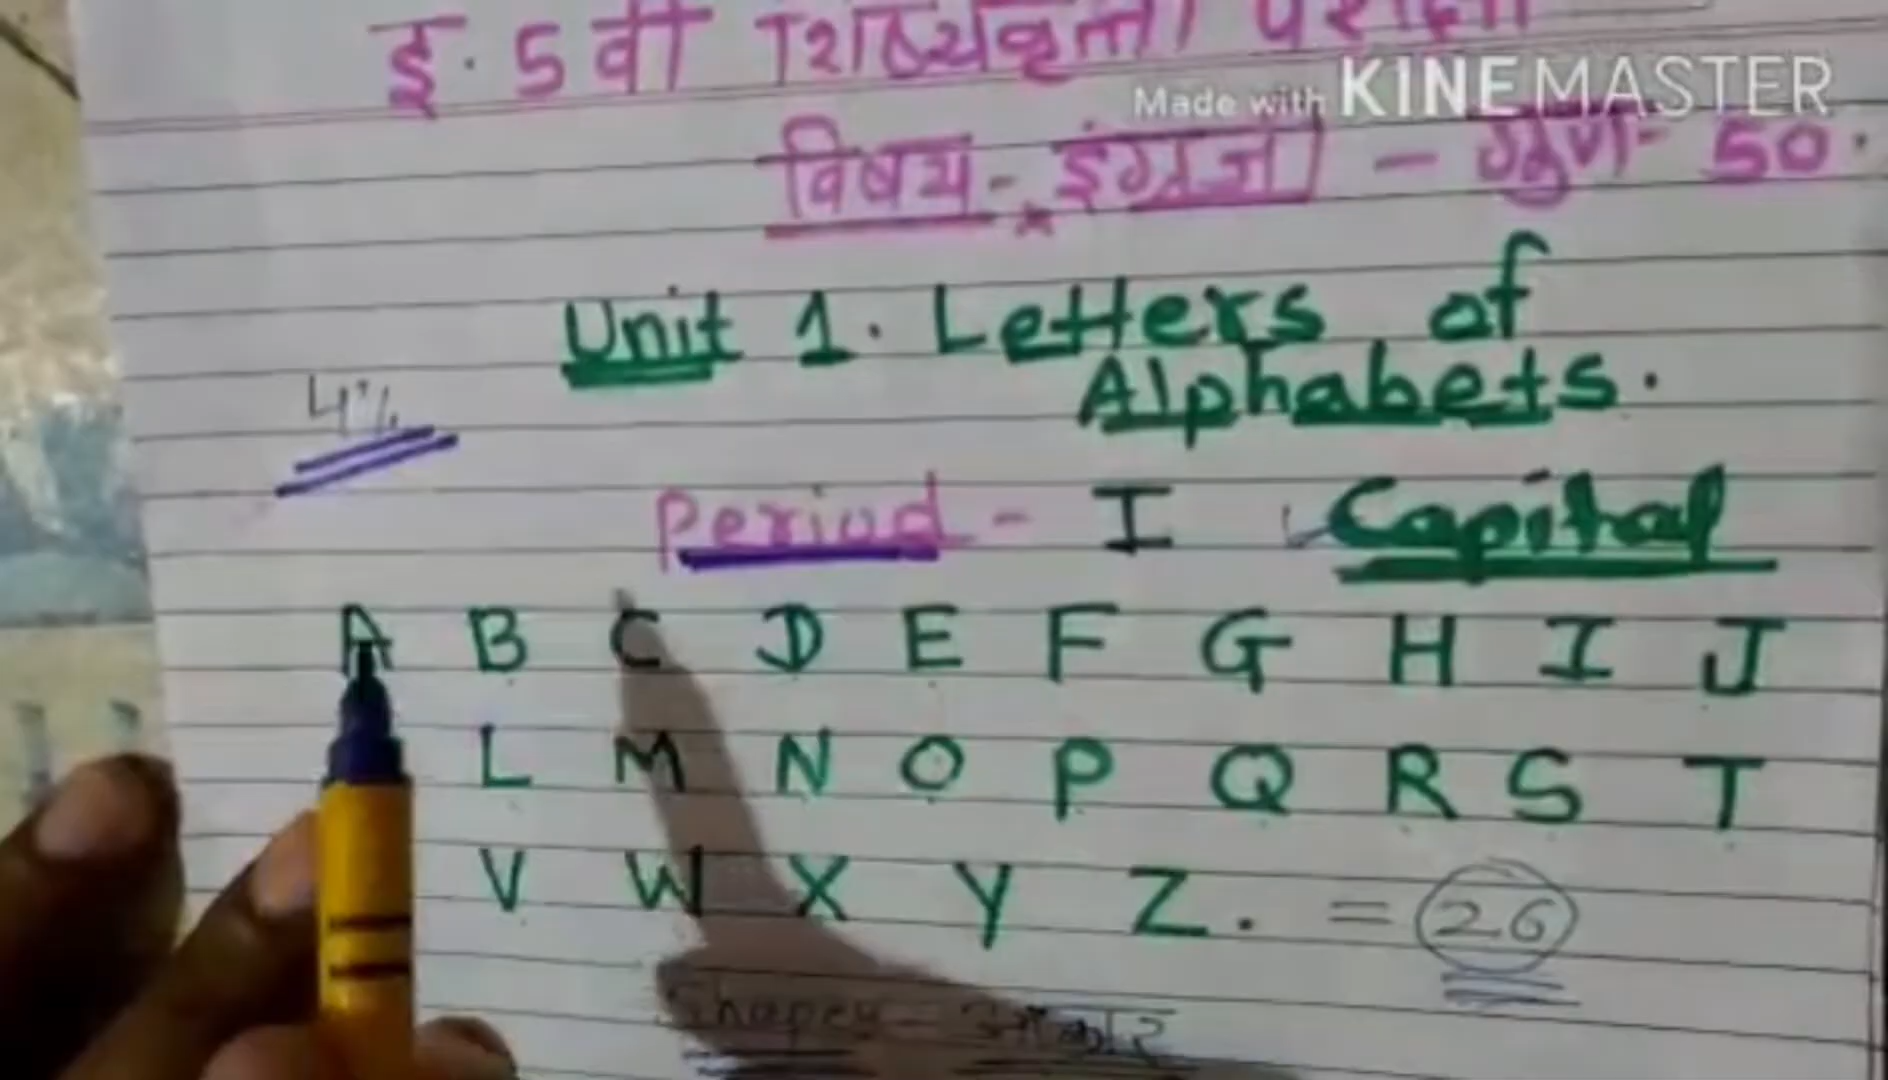 इ. 5 वी शिष्यवृत्ती परीक्षा
Made with KINEMASTER
विषय - इंग्रजी - गुण - 50.
Unit 1. Letters of
Alphabets.
4%
Period - I Capital
A B C D E F G H I J
L M N O P Q R S T
V W X Y Z. = 26
Shapes - आकार